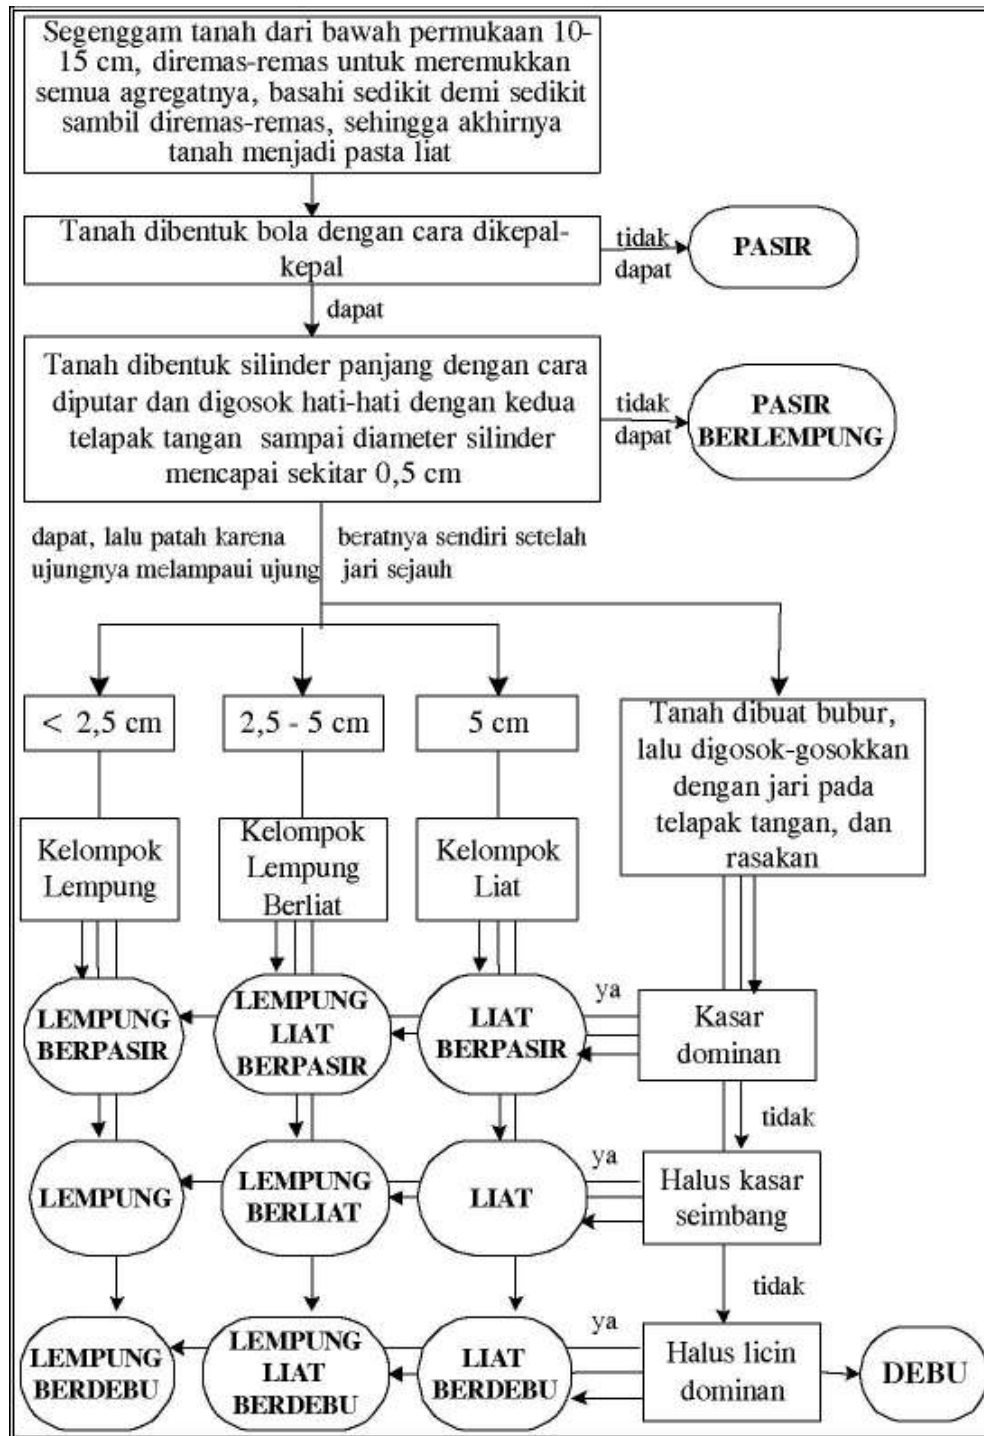 Segenggam tanah dari bawah permukaan 10-
15 cm, diremas-remas untuk meremukkan
semua agregatnya, basahi sedikit demi sedikit
sambil diremas-remas, sehingga akhirnya
tanah menjadi pasta liat
Tanah dibentuk bola dengan cara dikepal-
kepal
tidak
dapat
PASIR
dapat
Tanah dibentuk silinder panjang dengan cara
diputar dan digosok hati-hati dengan kedua
telapak tangan sampai diameter silinder
mencapai sekitar 0,5 cm
tidak
dapat
PASIR
BERLEMPUNG
dapat, lalu patah karena
ujungnya melampaui ujung
beratnya sendiri setelah
jari sejauh
< 2,5 cm
2,5 - 5 cm
5 cm
Tanah dibuat bubur,
lalu digosok-gosokkan
dengan jari pada
telapak tangan, dan
rasakan
Kelompok
Lempung
Kelompok
Lempung
Berliat
Kelompok
Liat
LEMPUNG
BERPASIR
LEMPUNG
LIAT
BERPASIR
LIAT
BERPASIR
ya
Kasar
dominan
tidak
LEMPUNG
LEMPUNG
BERLIAT
LIAT
ya
Halus kasar
seimbang
tidak
LEMPUNG
BERDEBU
LEMPUNG
LIAT
BERDEBU
LIAT
BERDEBU
ya
Halus licin
dominan
DEBU